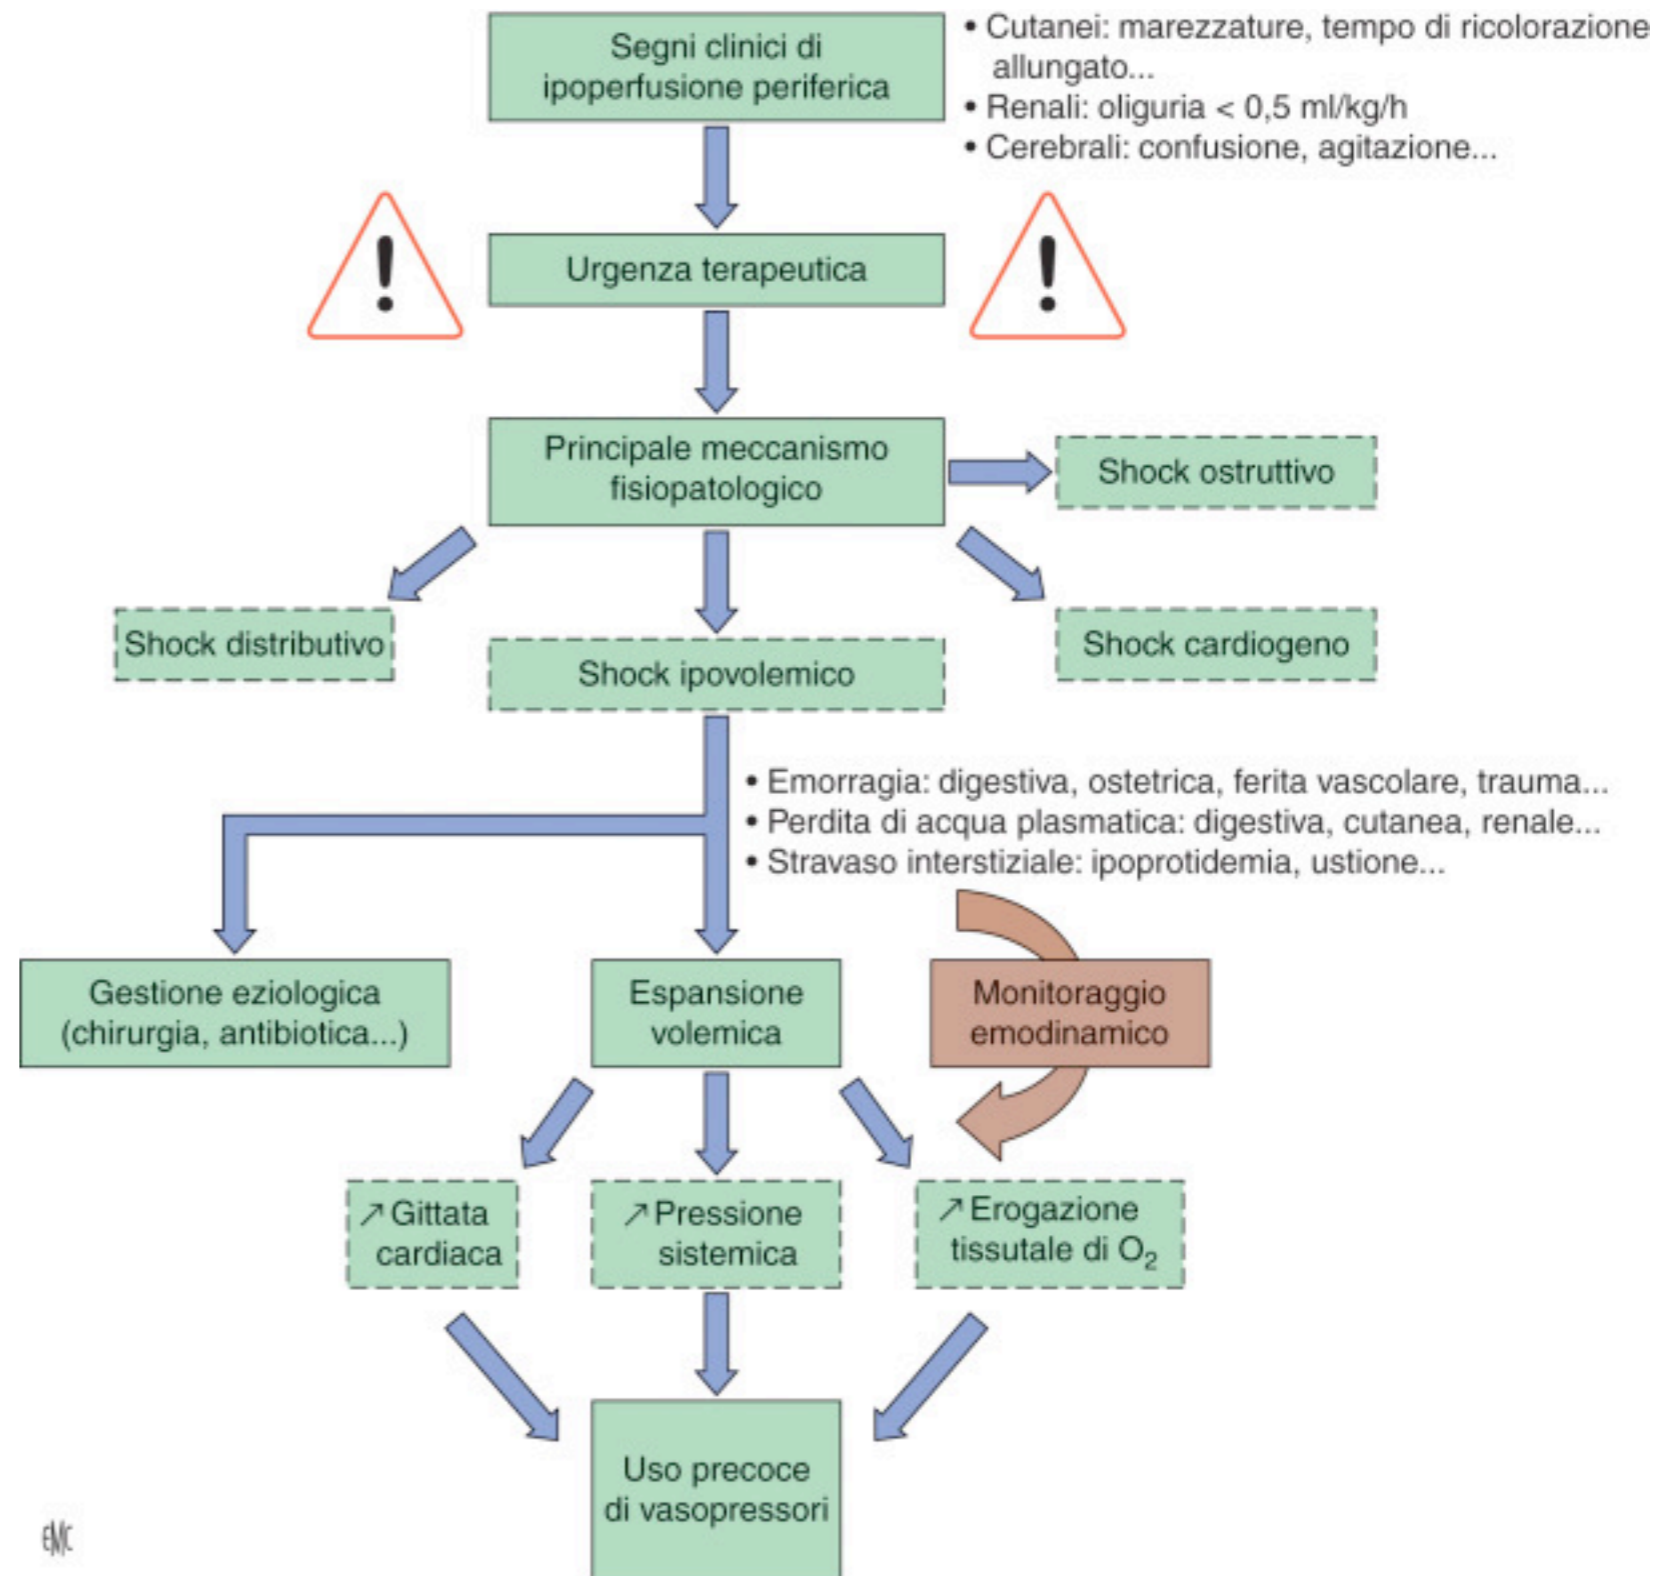 Segni clinici di
ipoperfusione periferica
• Cutanei: marezzature, tempo di ricolorazione
allungato...
• Renali: oliguria < 0,5 ml/kg/h
• Cerebrali: confusione, agitazione...
!
Urgenza terapeutica
!
Principale meccanismo
fisiopatologico
Shock ostruttivo
Shock distributivo
Shock ipovolemico
Shock cardiogeno
• Emorragia: digestiva, ostetrica, ferita vascolare, trauma...
• Perdita di acqua plasmatica: digestiva, cutanea, renale...
• Stravaso interstiziale: ipoprotidemia, ustione...
Gestione eziologica
(chirurgia, antibiotica...)
Espansione
volemica
Monitoraggio
emodinamico
↗ Gittata
cardiaca
↗ Pressione
sistemica
↗ Erogazione
tissutale di O₂
Uso precoce
di vasopressori
EMC